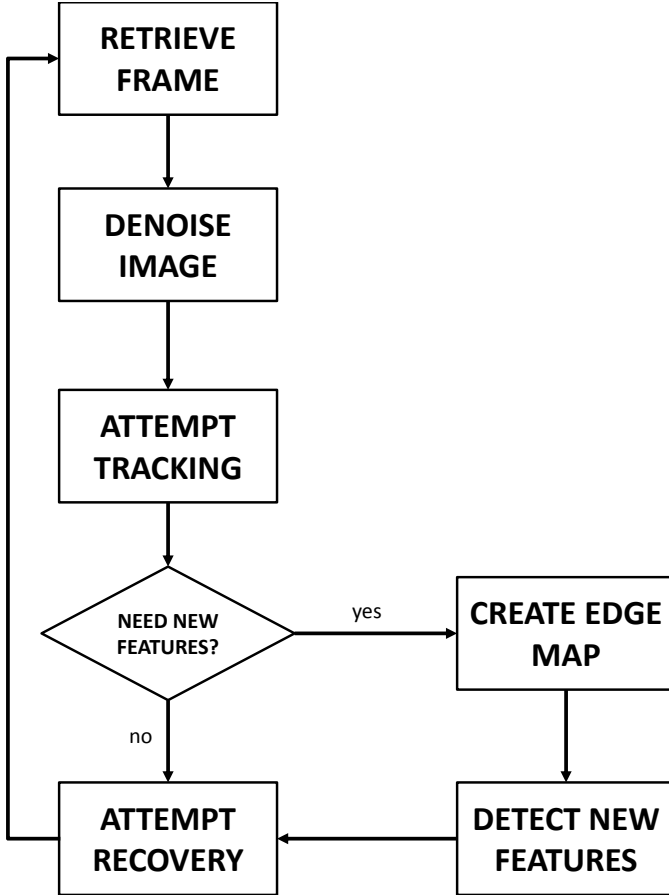 RETRIEVE
FRAME
DENOISE
IMAGE
ATTEMPT
TRACKING
NEED NEW
FEATURES?
yes
CREATE EDGE
MAP
no
ATTEMPT
RECOVERY
DETECT NEW
FEATURES